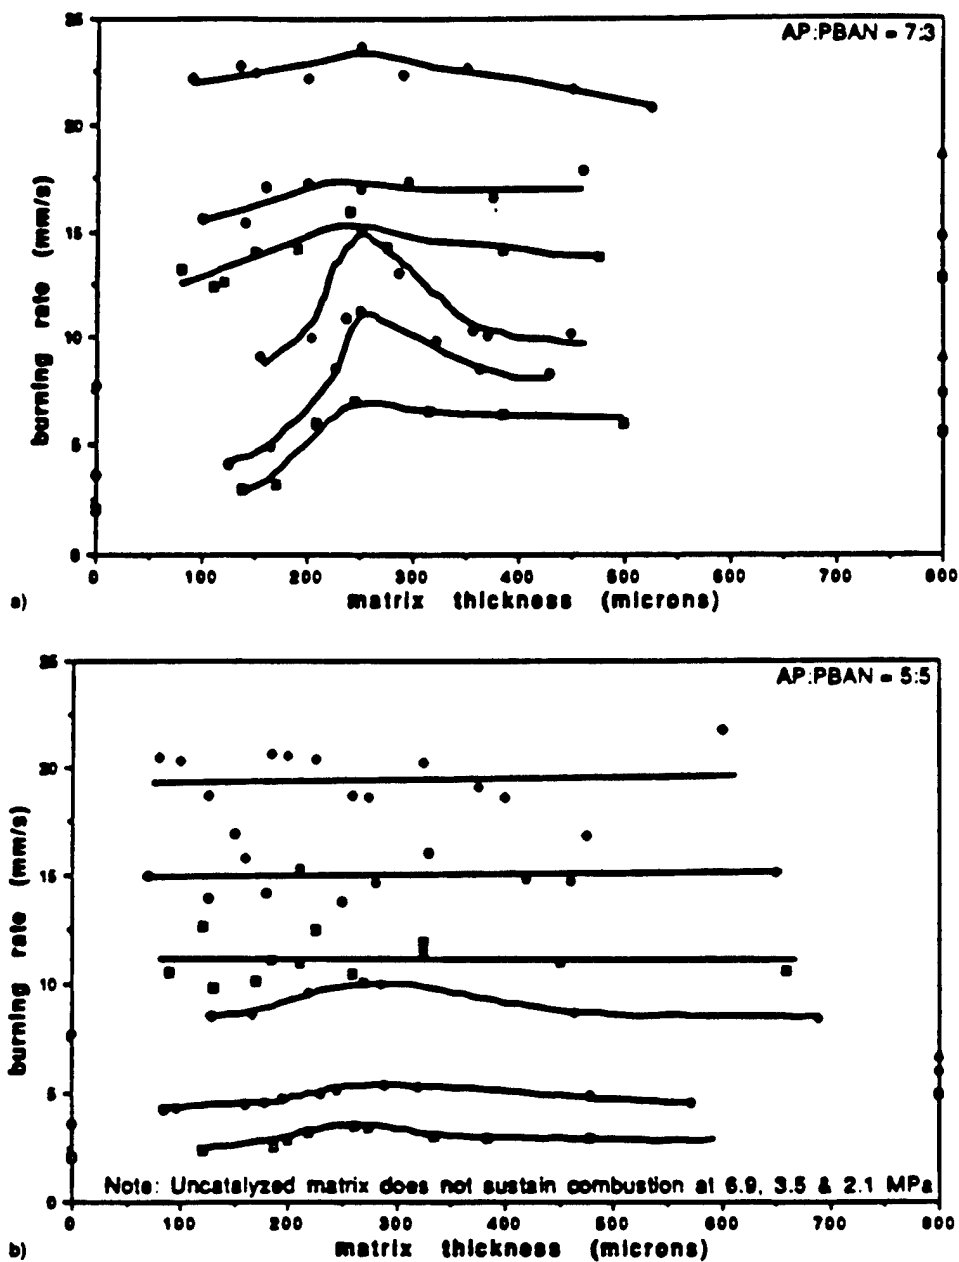 AP:PBAN = 7:3
25
20
15
10
5
0
burning rate (mm/s)
0 100 200 300 400 500 600 700 800
a)
matrix thickness (microns)
AP:PBAN = 5:5
25
20
15
10
5
0
burning rate (mm/s)
Note: Uncatalyzed matrix does not sustain combustion at 6.9, 3.5 & 2.1 MPa
0 100 200 300 400 500 600 700 800
b)
matrix thickness (microns)